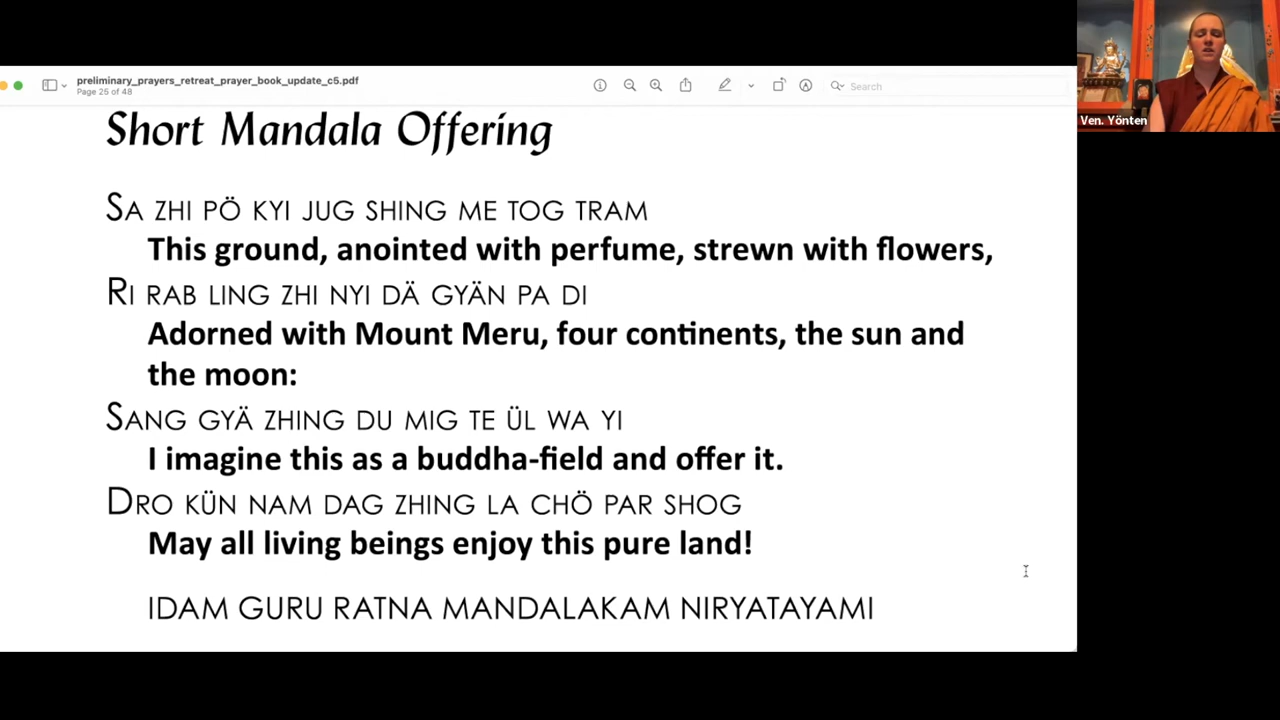 preliminary_prayers_retreat_prayer_book_update_c5.pdf
Page 25 of 48
Search
Ven. Yönten
Short Mandala Offering
SA ZHI PÖ KYI JUG SHING ME TOG TRAM
This ground, anointed with perfume, strewn with flowers,
RI RAB LING ZHI NYI DÄ GYÄN PA DI
Adorned with Mount Meru, four continents, the sun and
the moon:
SANG GYÄ ZHING DU MIG TE ÜL WA YI
I imagine this as a buddha-field and offer it.
DRO KÜN NAM DAG ZHING LA CHÖ PAR SHOG
May all living beings enjoy this pure land!
IDAM GURU RATNA MANDALAKAM NIRYATAYAMI